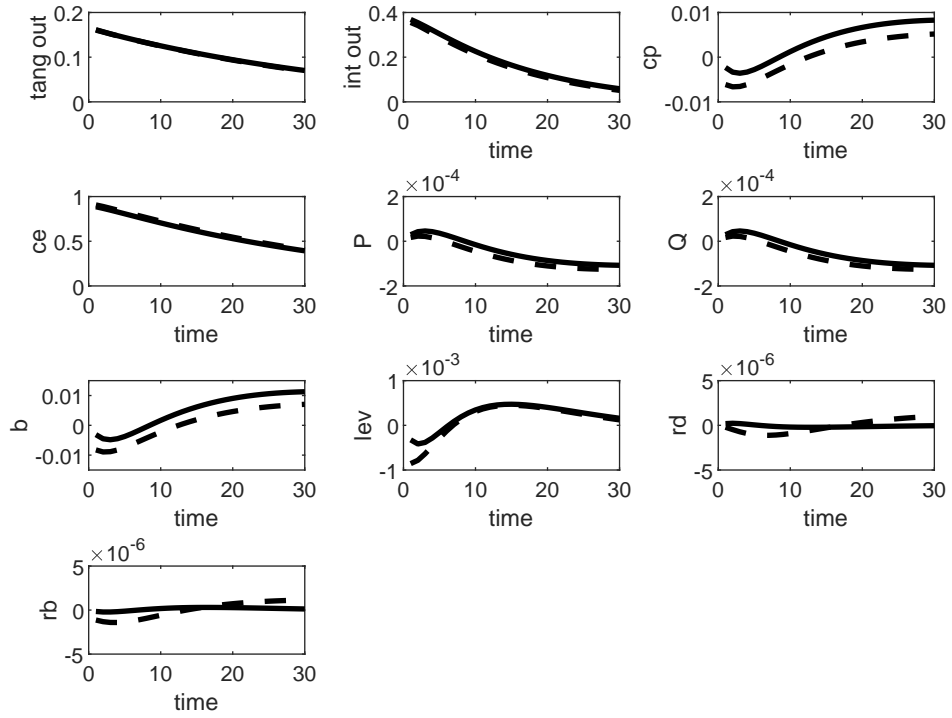 0.2 0.4 0.01
tang out 0.1 int out 0.2 cp 0
0 0 -0.01
0 10 20 30 0 10 20 30 0 10 20 30
time time time
1 ×10-4 ×10-4
2 2
ce 0.5 P 0 Q 0
0 -2 -2
0 10 20 30 0 10 20 30 0 10 20 30
time time time
×10-3 ×10-6
0.01 1 5
b lev 0 rd 0
-0.01 -1 -5
0 10 20 30 0 10 20 30 0 10 20 30
time time time
×10-6
5
rb 0
-5
0 10 20 30
time